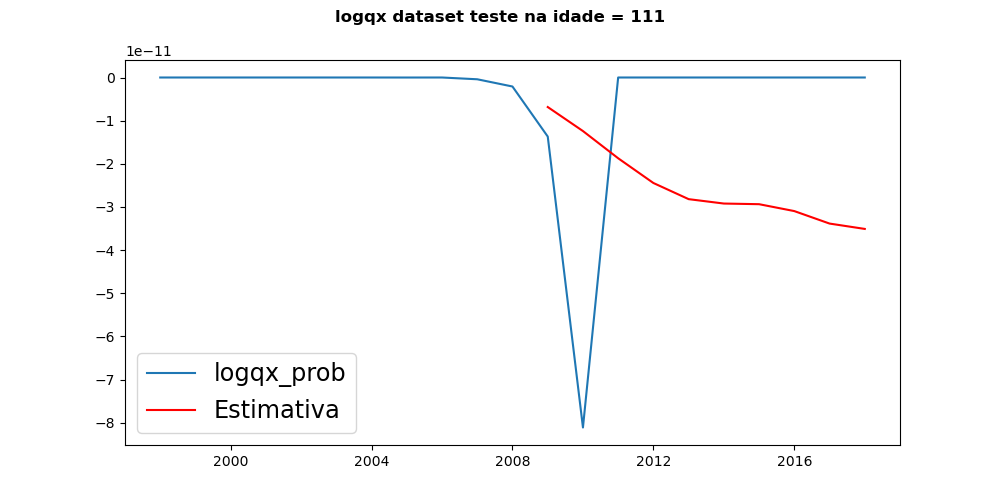 logqx dataset teste na idade = 111
1e−11
0
−1
−2
−3
−4
−5
−6
−7
−8
logqx_prob
Estimativa
2000 2004 2008 2012 2016